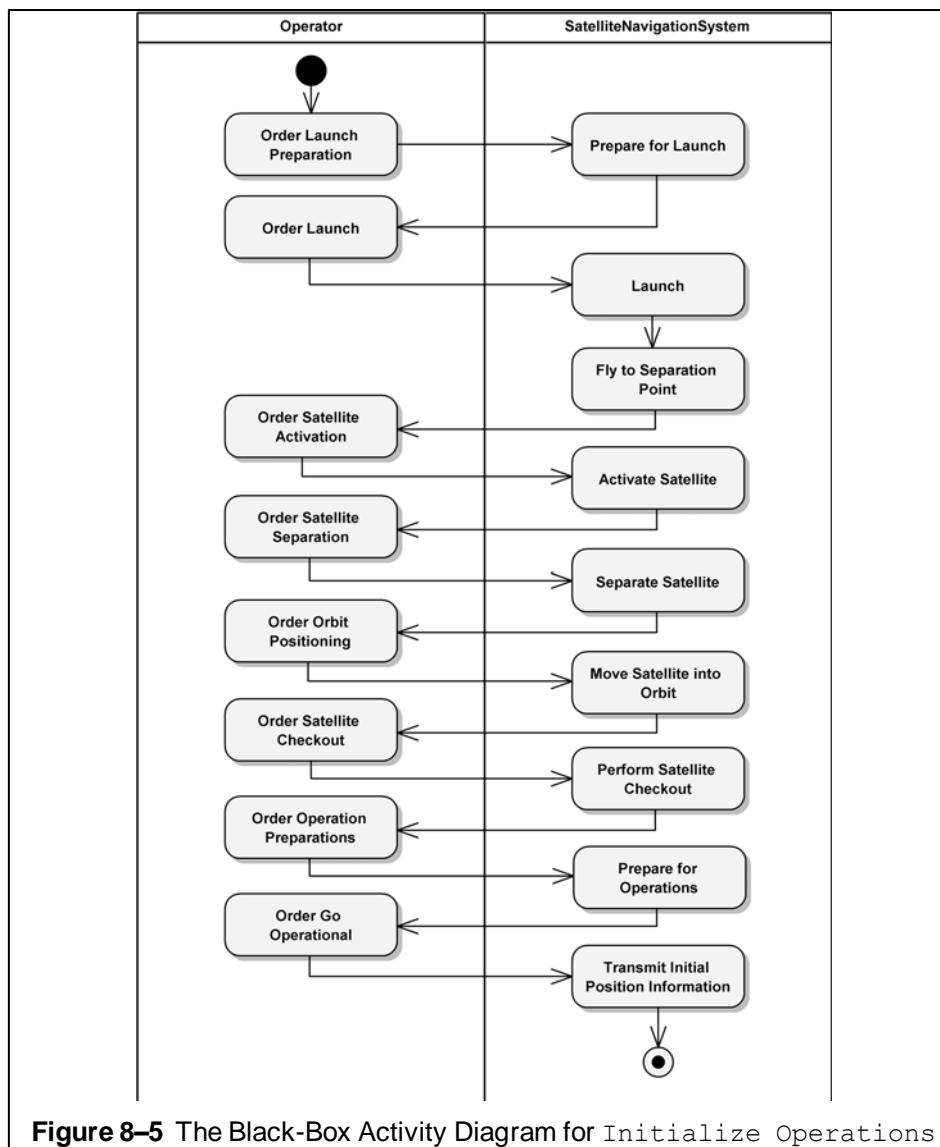 Operator
SatelliteNavigationSystem
Order Launch
Preparation
Prepare for Launch
Order Launch
Launch
Fly to Separation
Point
Order Satellite
Activation
Activate Satellite
Order Satellite
Separation
Separate Satellite
Order Orbit
Positioning
Move Satellite into
Orbit
Order Satellite
Checkout
Perform Satellite
Checkout
Order Operation
Preparations
Prepare for
Operations
Order Go
Operational
Transmit Initial
Position Information
Figure 8–5 The Black-Box Activity Diagram for Initialize Operations